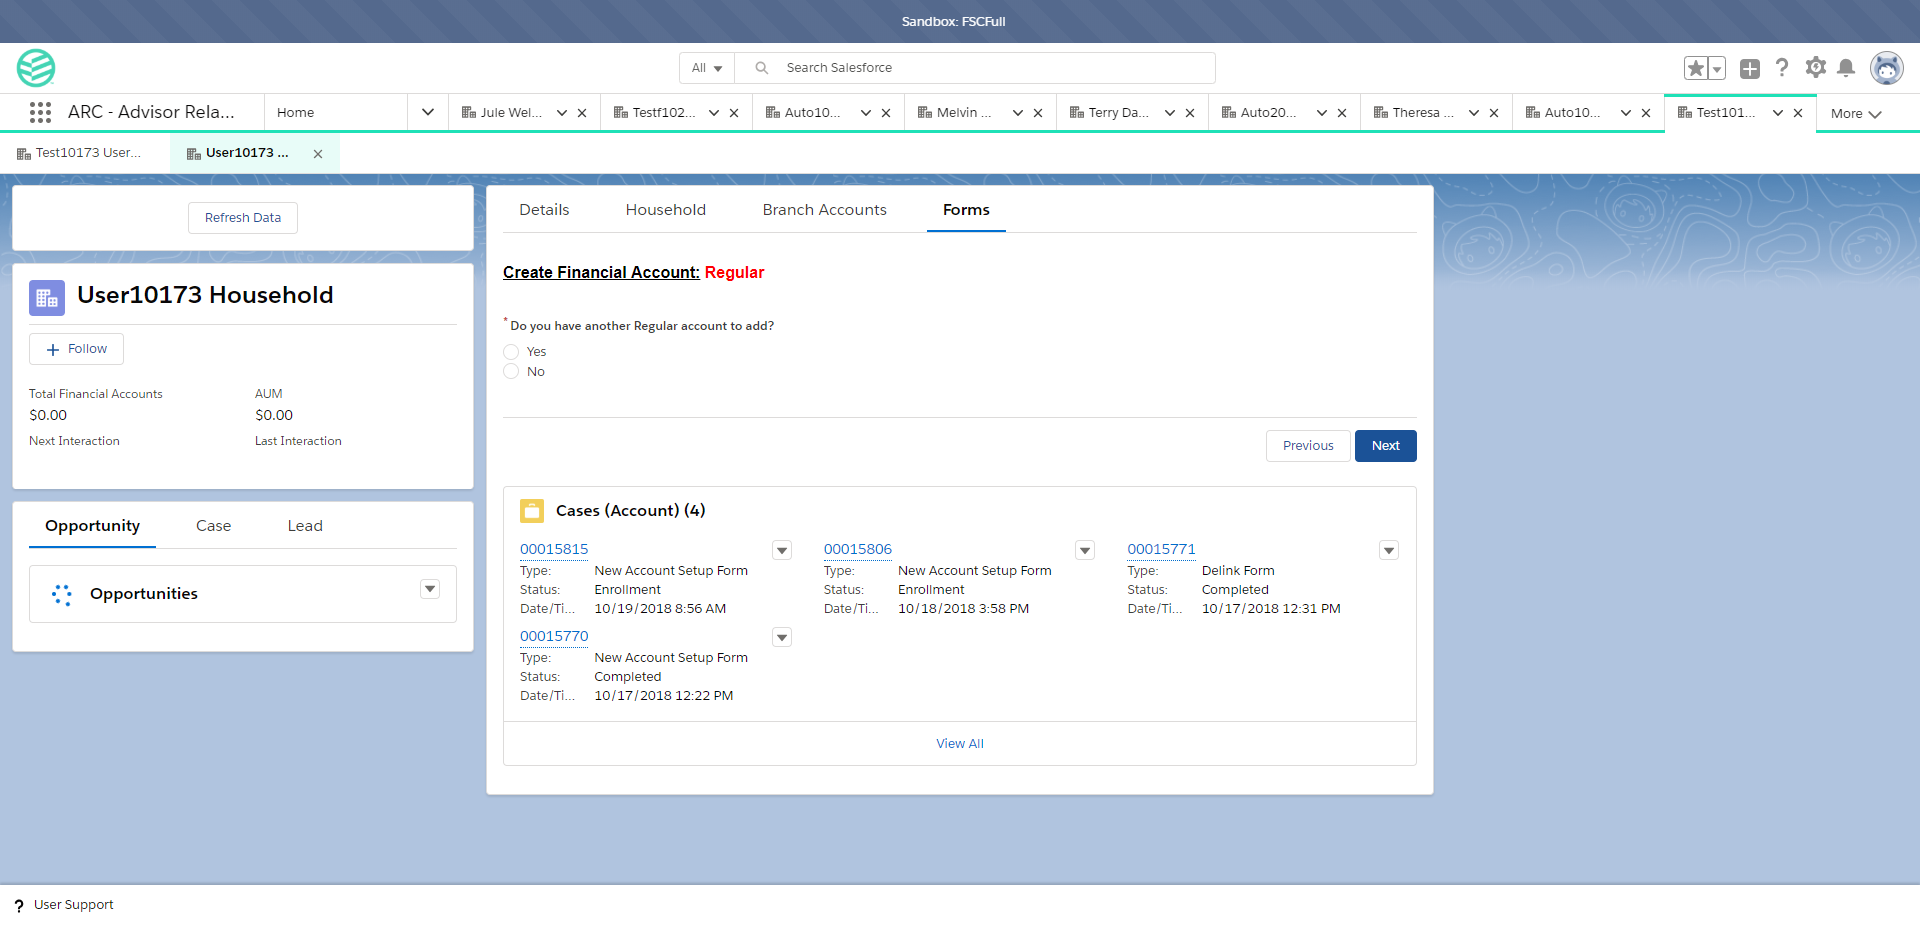 Sandbox: FSCFull
All
Search Salesforce
ARC - Advisor Rela...
Home
Jule Wel...
Testf102...
Auto10...
Melvin ...
Terry Da...
Auto20...
Theresa ...
Auto10...
Test101...
More
Test10173 User...
User10173 ...
Refresh Data
User10173 Household
Follow
Total Financial Accounts
AUM
$0.00
$0.00
Next Interaction
Last Interaction
Opportunity
Case
Lead
Opportunities
Details
Household
Branch Accounts
Forms
Create Financial Account: Regular
*Do you have another Regular account to add?
Yes
No
Previous
Next
Cases (Account) (4)
00015815
Type: New Account Setup Form
Status: Enrollment
Date/Ti... 10/19/2018 8:56 AM
00015806
Type: New Account Setup Form
Status: Enrollment
Date/Ti... 10/18/2018 3:58 PM
00015771
Type: Delink Form
Status: Completed
Date/Ti... 10/17/2018 12:31 PM
00015770
Type: New Account Setup Form
Status: Completed
Date/Ti... 10/17/2018 12:22 PM
View All
? User Support